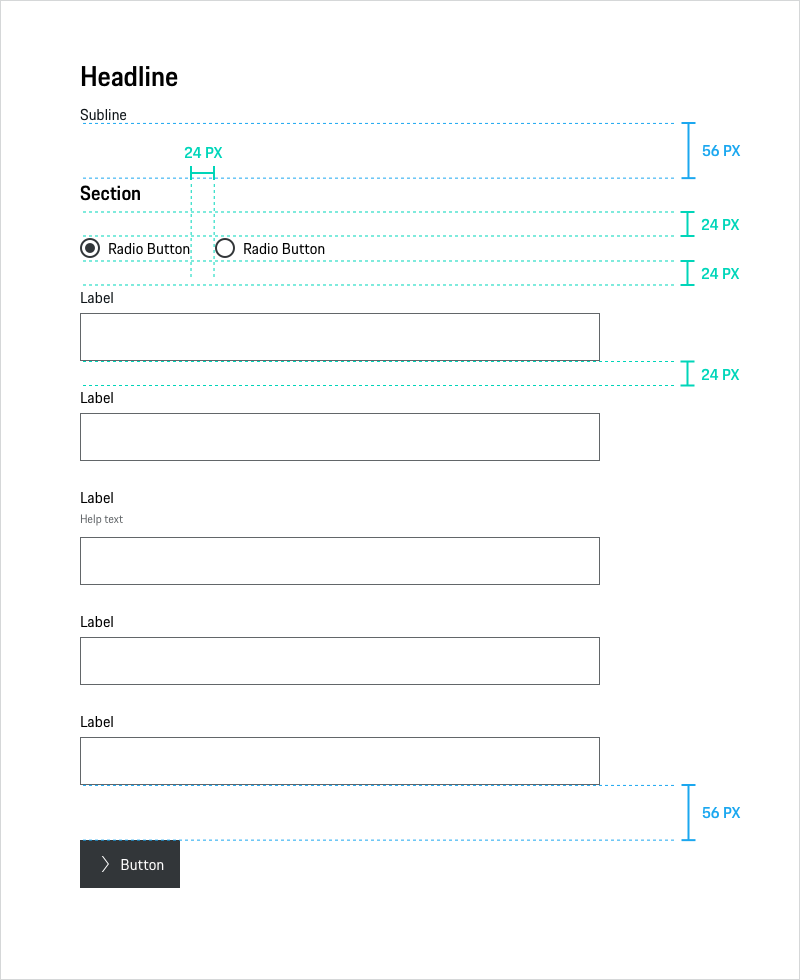 Headline
Subline
56 PX
24 PX
Section
24 PX
Radio Button Radio Button
24 PX
Label
24 PX
Label
Label
Help text
Label
Label
56 PX
Button